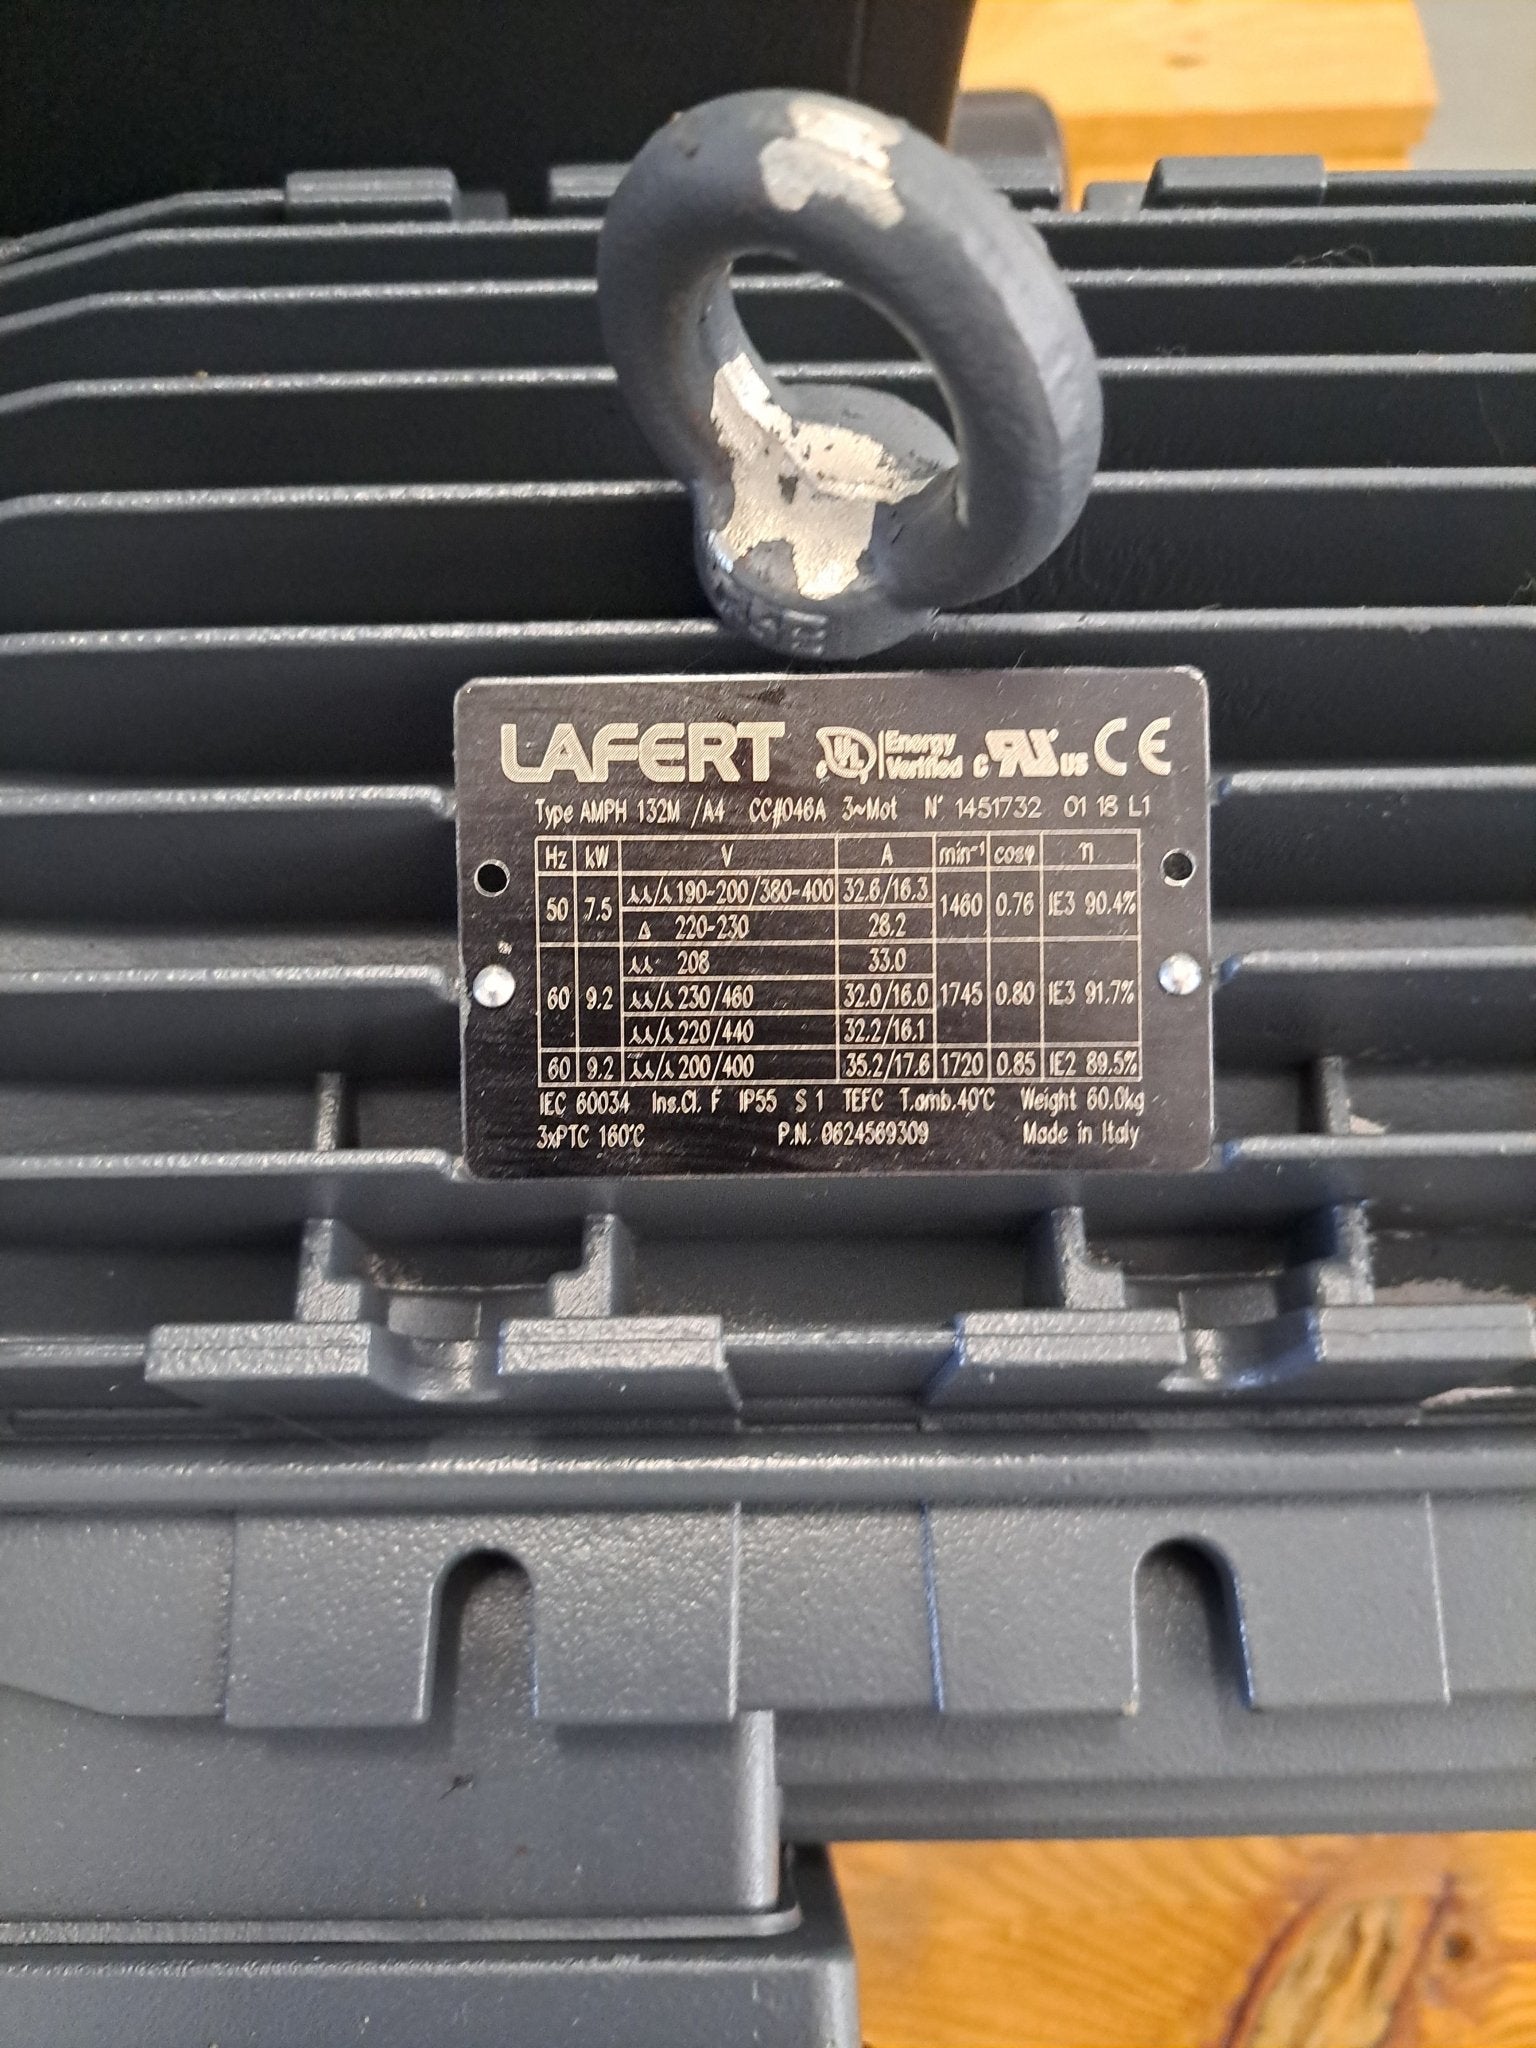 LAFERT UL Energy Verified c RU us CE
Type AMPH 132M /A4 CC#046A 3~Mot N° 1451732 01 18 L1
Hz kW V A min⁻¹ cosφ η
50 7.5 ⅄⅄/⅄ 190-200/380-400 32.6/16.3 1460 0.76 IE3 90.4%
Δ 220-230 28.2
60 9.2 ⅄⅄ 208 33.0 1745 0.80 IE3 91.7%
⅄⅄/⅄ 230/460 32.0/16.0
⅄⅄/⅄ 220/440 32.2/16.1
60 9.2 ⅄⅄/⅄ 200/400 35.2/17.6 1720 0.85 IE2 89.5%
IEC 60034 Ins.Cl. F IP55 S 1 TEFC T.amb.40°C Weight 60.0kg
3xPTC 160°C P.N. 0624569309 Made in Italy